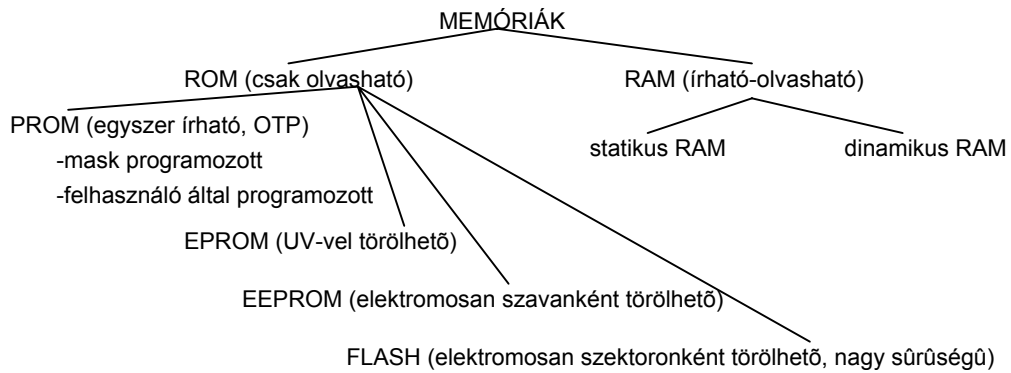 MEMÓRIÁK
ROM (csak olvasható)
RAM (írható-olvasható)
PROM (egyszer írható, OTP)
-mask programozott
-felhasználó által programozott
statikus RAM
dinamikus RAM
EPROM (UV-vel törölhetõ)
EEPROM (elektromosan szavanként törölhetõ)
FLASH (elektromosan szektoronként törölhetõ, nagy sûrûségû)